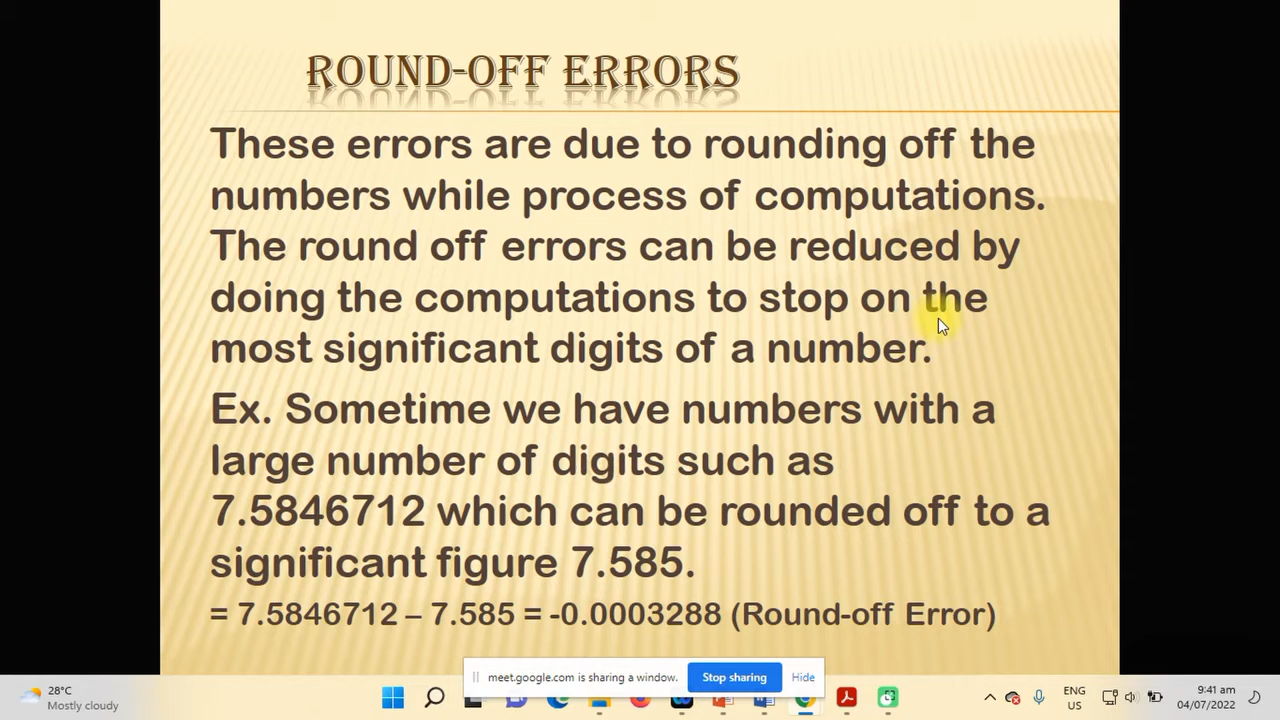 ROUND-OFF ERRORS
These errors are due to rounding off the
numbers while process of computations.
The round off errors can be reduced by
doing the computations to stop on the
most significant digits of a number.
Ex. Sometime we have numbers with a
large number of digits such as
7.5846712 which can be rounded off to a
significant figure 7.585.
= 7.5846712 – 7.585 = -0.0003288 (Round-off Error)
meet.google.com is sharing a window.
Stop sharing
Hide
28°C
Mostly cloudy
ENG
US
9:41 am
04/07/2022